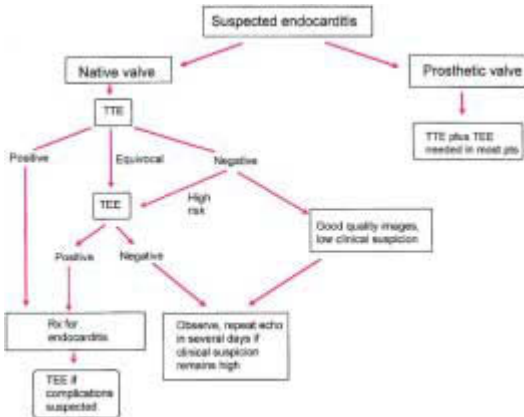 Suspected endocarditis
Native valve
Prosthetic valve
TTE
TTE plus TEE
needed in most pts
Positive
Equivocal
Negative
TEE
High
risk
Good quality images,
low clinical suspicion
Positive
Negative
Rx for
endocarditis
Observe, repeat echo
in several days if
clinical suspicion
remains high
TEE if
complications
suspected